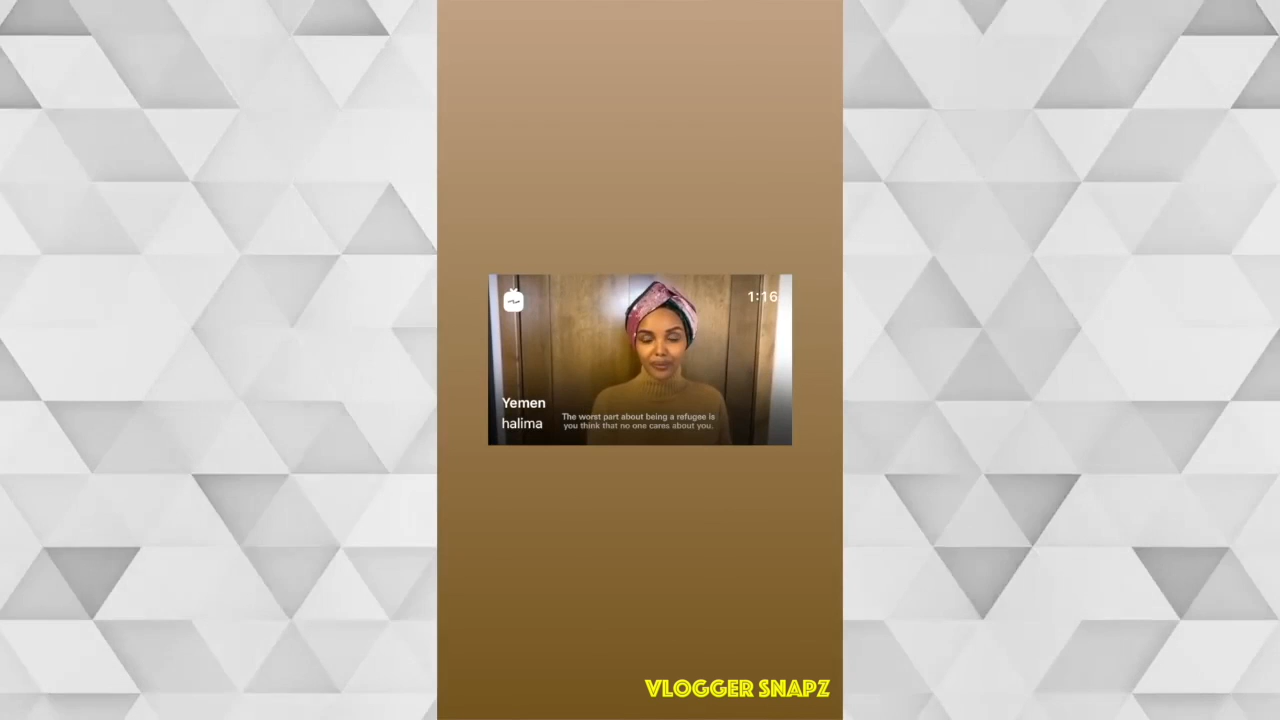 1:16
Yemen
halima
The worst part about being a refugee is
you think that no one cares about you.
VLOGGER SNAPZ